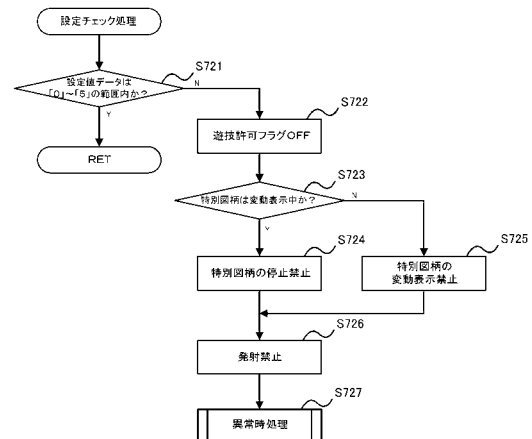 設定チェック処理
S721
設定値データは
「0」～「5」の範囲内か？
N
Y
RET
S722
遊技許可フラグOFF
S723
特別図柄は変動表示中か？
N
Y
S724
特別図柄の停止禁止
S725
特別図柄の
変動表示禁止
S726
発射禁止
S727
異常時処理